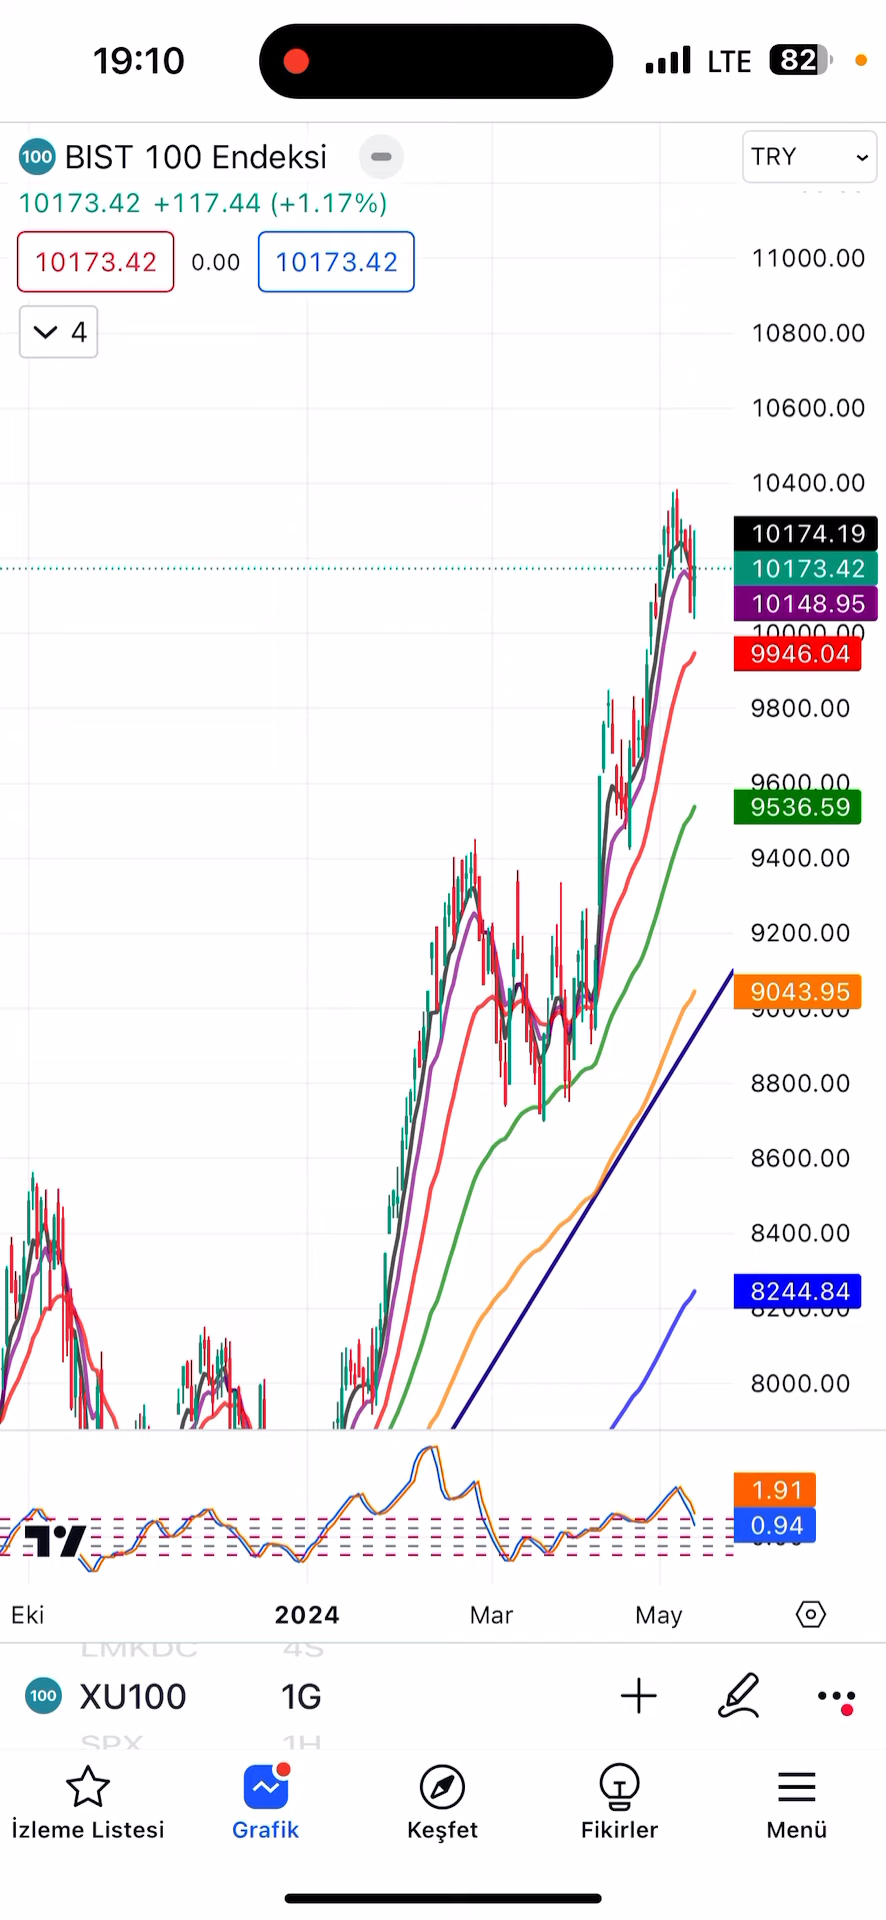 19:10
LTE 82
100 BIST 100 Endeksi
TRY
10173.42 +117.44 (+1.17%)
10173.42 0.00 10173.42
4
11000.00
10800.00
10600.00
10400.00
10174.19
10173.42
10148.95
10000.00
9946.04
9800.00
9600.00
9536.59
9400.00
9200.00
9043.95
9000.00
8800.00
8600.00
8400.00
8244.84
8200.00
8000.00
1.91
0.94
Eki 2024 Mar May
LMKDC 4S
100 XU100 1G
SPX 1H
İzleme Listesi Grafik Keşfet Fikirler Menü